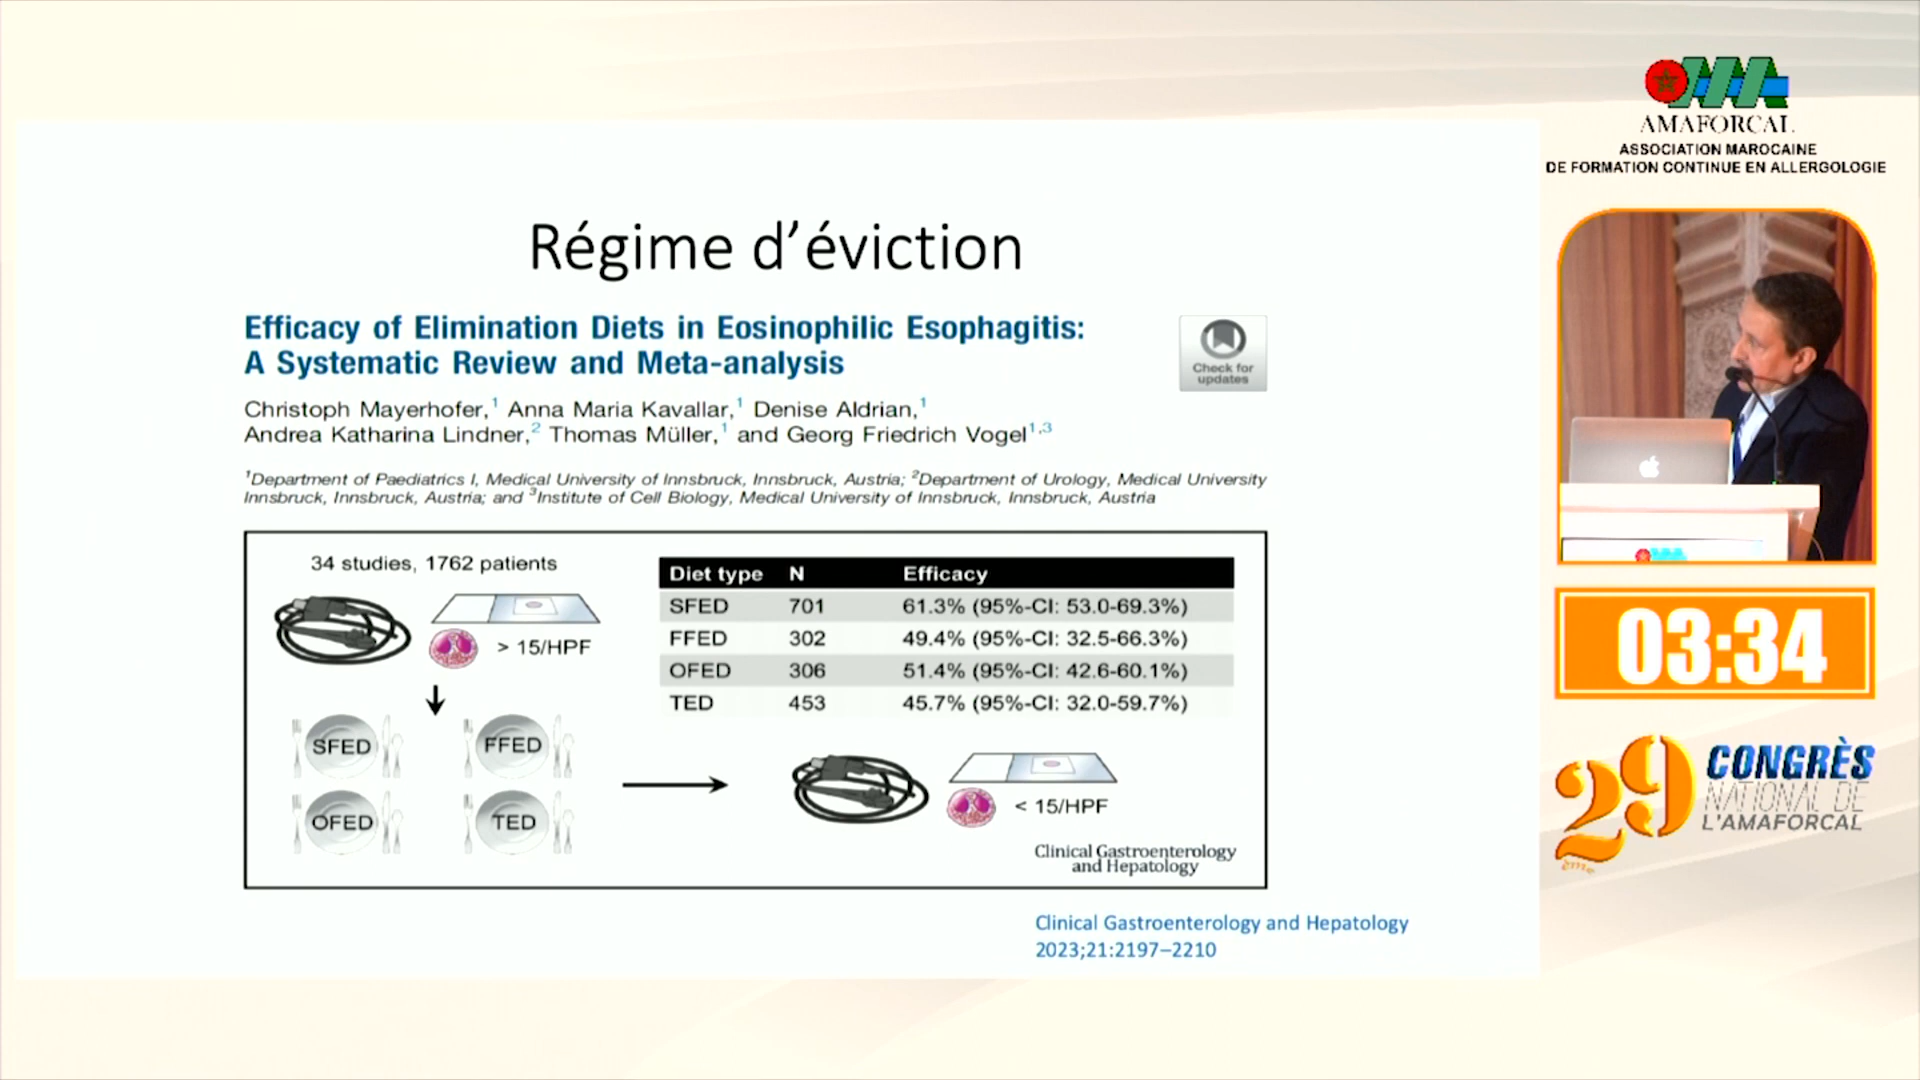 Régime d’éviction
Efficacy of Elimination Diets in Eosinophilic Esophagitis:
A Systematic Review and Meta-analysis
Check for
updates
Christoph Mayerhofer,1 Anna Maria Kavallar,1 Denise Aldrian,1
Andrea Katharina Lindner,2 Thomas Müller,1 and Georg Friedrich Vogel1,3
1Department of Paediatrics I, Medical University of Innsbruck, Innsbruck, Austria; 2Department of Urology, Medical University
Innsbruck, Innsbruck, Austria; and 3Institute of Cell Biology, Medical University of Innsbruck, Innsbruck, Austria
34 studies, 1762 patients
> 15/HPF
SFED
FFED
OFED
TED
Diet type N Efficacy
SFED 701 61.3% (95%-CI: 53.0-69.3%)
FFED 302 49.4% (95%-CI: 32.5-66.3%)
OFED 306 51.4% (95%-CI: 42.6-60.1%)
TED 453 45.7% (95%-CI: 32.0-59.7%)
< 15/HPF
Clinical Gastroenterology
and Hepatology
Clinical Gastroenterology and Hepatology
2023;21:2197–2210
AMAFORCAL
ASSOCIATION MAROCAINE
DE FORMATION CONTINUE EN ALLERGOLOGIE
03:34
29
ème
CONGRÈS
NATIONAL DE
L'AMAFORCAL